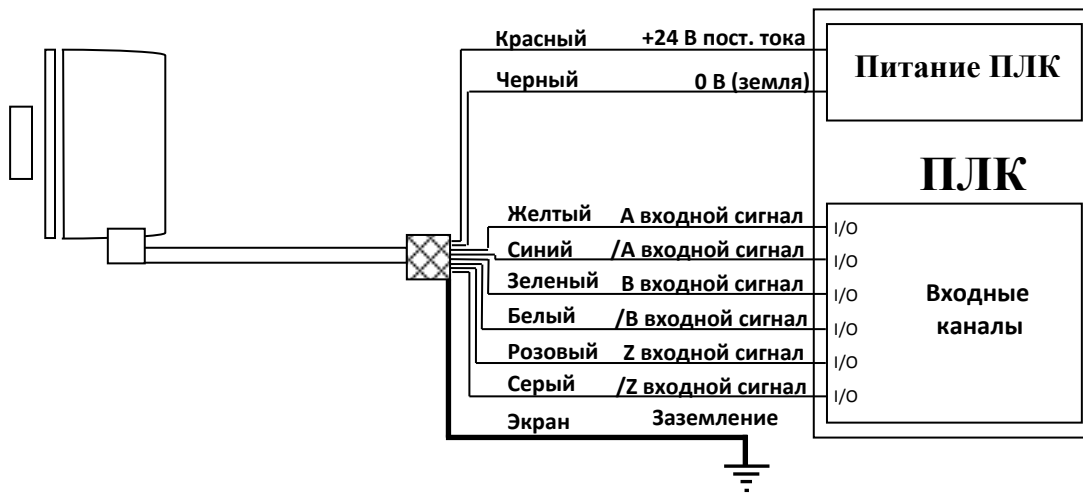 Красный +24 В пост. тока
Черный 0 В (земля)
Питание ПЛК
ПЛК
Желтый А входной сигнал
I/O
Синий /А входной сигнал
I/O
Зеленый В входной сигнал
I/O
Белый /В входной сигнал
I/O
Розовый Z входной сигнал
I/O
Серый /Z входной сигнал
I/O
Входные
каналы
Экран Заземление